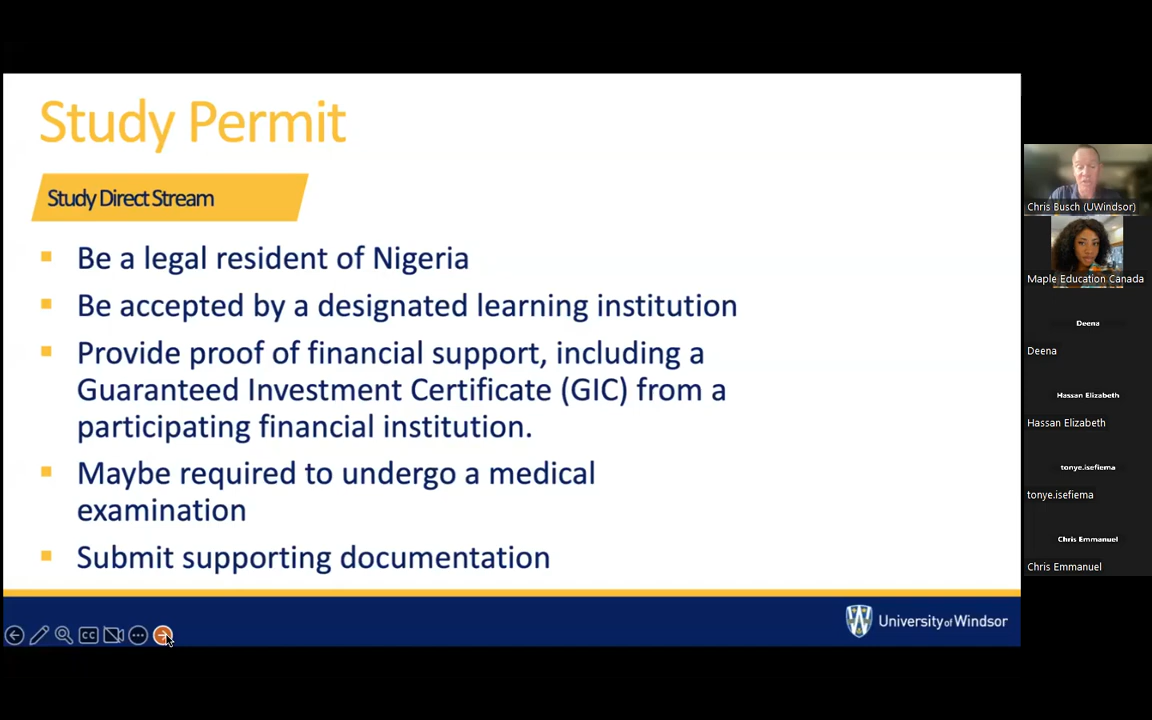 Study Permit
Study Direct Stream
Be a legal resident of Nigeria
Be accepted by a designated learning institution
Provide proof of financial support, including a
Guaranteed Investment Certificate (GIC) from a
participating financial institution.
Maybe required to undergo a medical
examination
Submit supporting documentation
CC
University of Windsor
Chris Busch (UWindsor)
Maple Education Canada
Deena
Deena
Hassan Elizabeth
Hassan Elizabeth
tonye.isefiema
tonye.isefiema
Chris Emmanuel
Chris Emmanuel